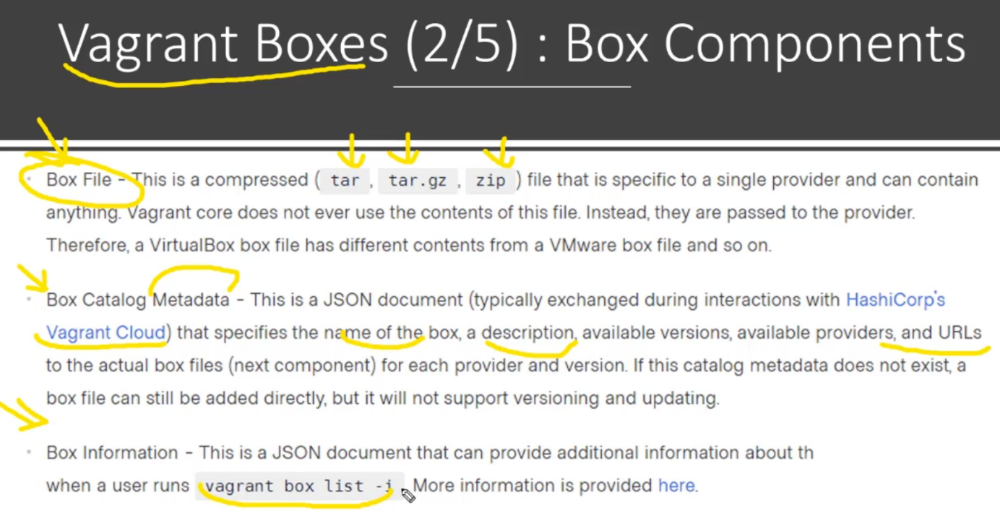 Vagrant Boxes (2/5) : Box Components
• Box File - This is a compressed ( tar , tar.gz , zip ) file that is specific to a single provider and can contain
anything. Vagrant core does not ever use the contents of this file. Instead, they are passed to the provider.
Therefore, a VirtualBox box file has different contents from a VMware box file and so on.
• Box Catalog Metadata - This is a JSON document (typically exchanged during interactions with HashiCorp's
Vagrant Cloud) that specifies the name of the box, a description, available versions, available providers, and URLs
to the actual box files (next component) for each provider and version. If this catalog metadata does not exist, a
box file can still be added directly, but it will not support versioning and updating.
• Box Information - This is a JSON document that can provide additional information about th
when a user runs vagrant box list -i . More information is provided here.